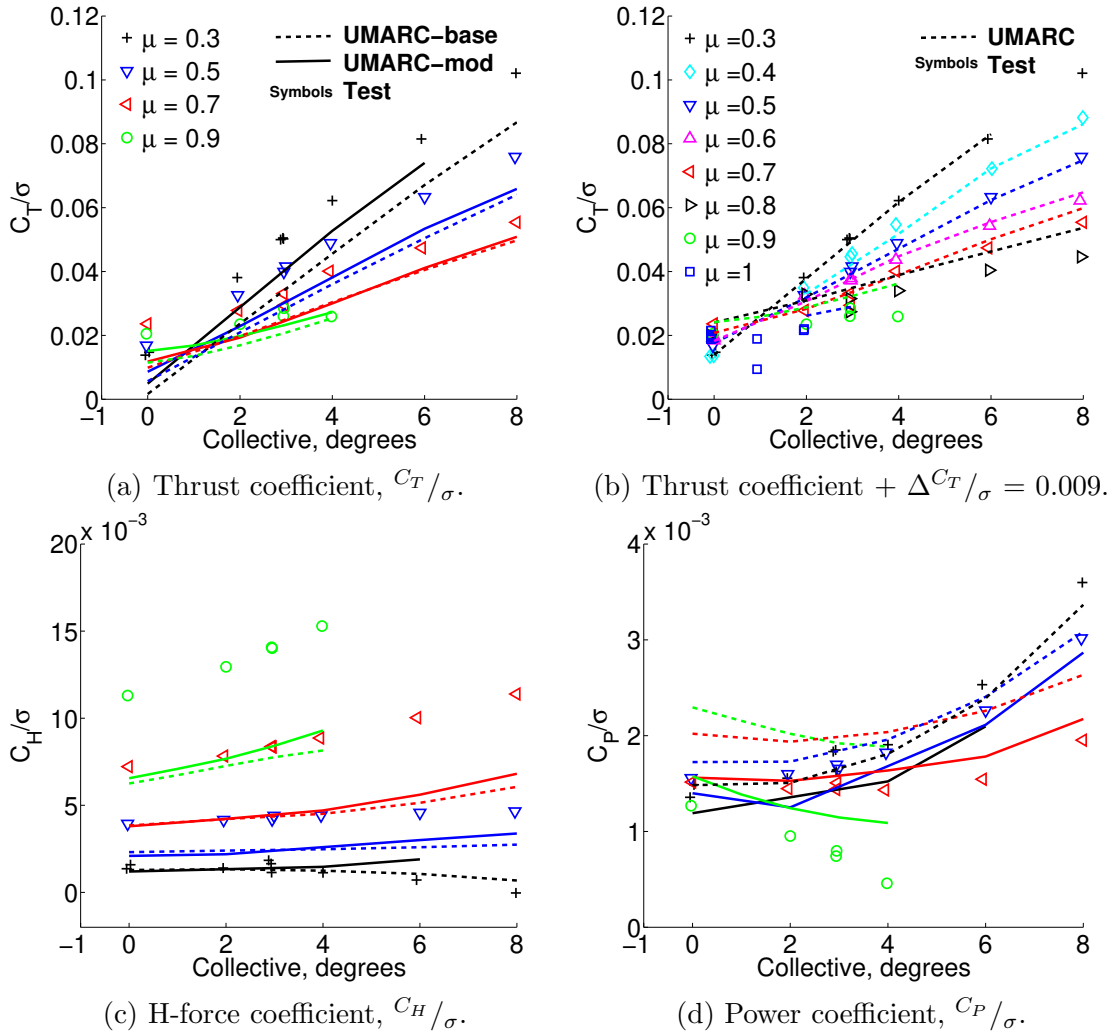 0.12
0.1
0.08
0.06
0.04
0.02
0
−1 0 2 4 6 8
C_T/σ
Collective, degrees
μ = 0.3
μ = 0.5
μ = 0.7
μ = 0.9
UMARC−base
UMARC−mod
Symbols Test
(a) Thrust coefficient, C_T/σ.
0.12
0.1
0.08
0.06
0.04
0.02
0
−1 0 2 4 6 8
C_T/σ
Collective, degrees
μ =0.3
μ =0.4
μ =0.5
μ =0.6
μ =0.7
μ =0.8
μ =0.9
μ =1
UMARC
Symbols Test
(b) Thrust coefficient + Δ C_T/σ = 0.009.
x 10⁻³
20
15
10
5
0
−1 0 2 4 6 8
C_H/σ
Collective, degrees
(c) H-force coefficient, C_H/σ.
x 10⁻³
4
3
2
1
0
−1 0 2 4 6 8
C_P/σ
Collective, degrees
(d) Power coefficient, C_P/σ.